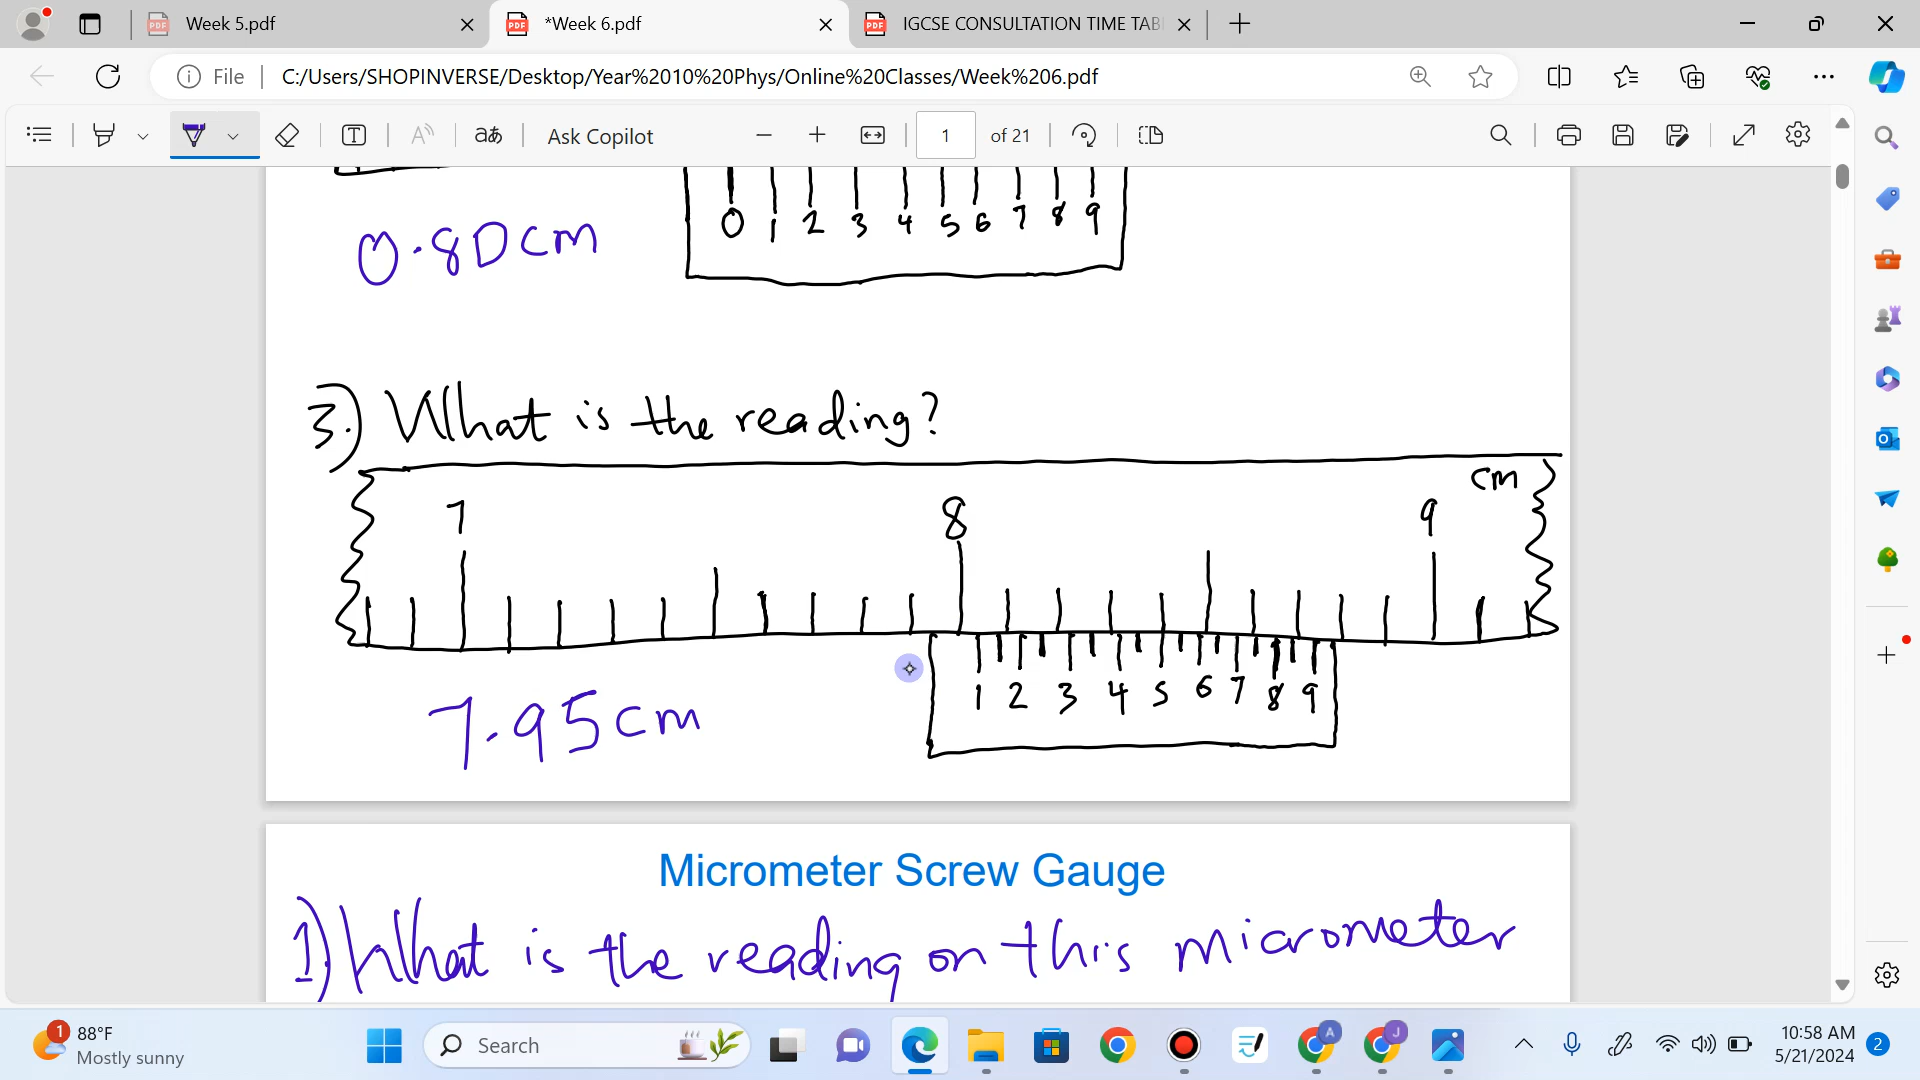 Week 5.pdf
*Week 6.pdf
IGCSE CONSULTATION TIME TAB
File
C:/Users/SHOPINVERSE/Desktop/Year%2010%20Phys/Online%20Classes/Week%206.pdf
aあ
Ask Copilot
1 of 21
0 1 2 3 4 5 6 7 8 9
0.80cm
3.) What is the reading?
cm
7 8 9
1 2 3 4 5 6 7 8 9
7.95cm
Micrometer Screw Gauge
1) What is the reading on this micrometer
1
88°F
Mostly sunny
Search
A
J
10:58 AM
5/21/2024
2